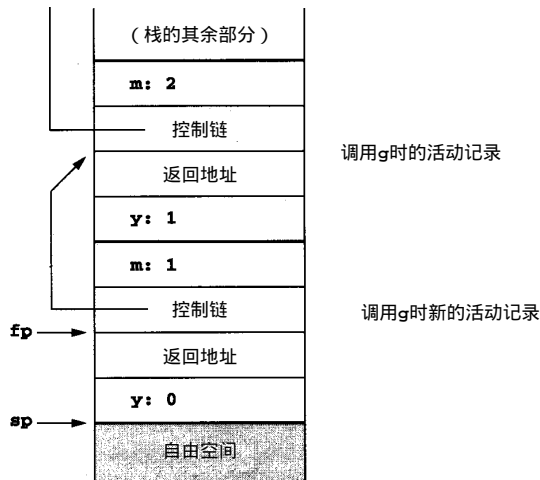 （栈的其余部分）
m: 2
控制链
调用g时的活动记录
返回地址
y: 1
m: 1
控制链
调用g时新的活动记录
fp
返回地址
y: 0
sp
自由空间